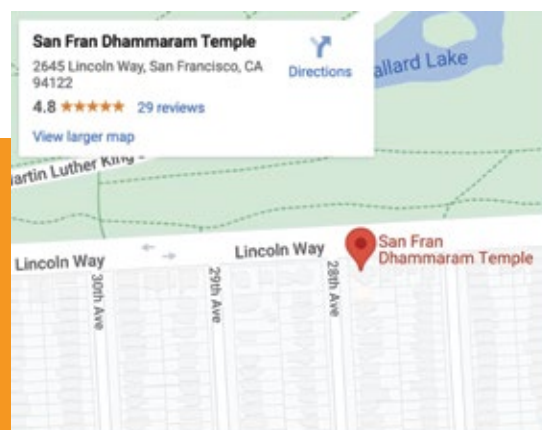 San Fran Dhammaram Temple
2645 Lincoln Way, San Francisco, CA
94122
4.8 ★★★★★ 29 reviews
View larger map
Directions
allard Lake
artin Luther King
Lincoln Way
Lincoln Way
San Fran
Dhammaram Temple
30th Ave
29th Ave
28th Ave